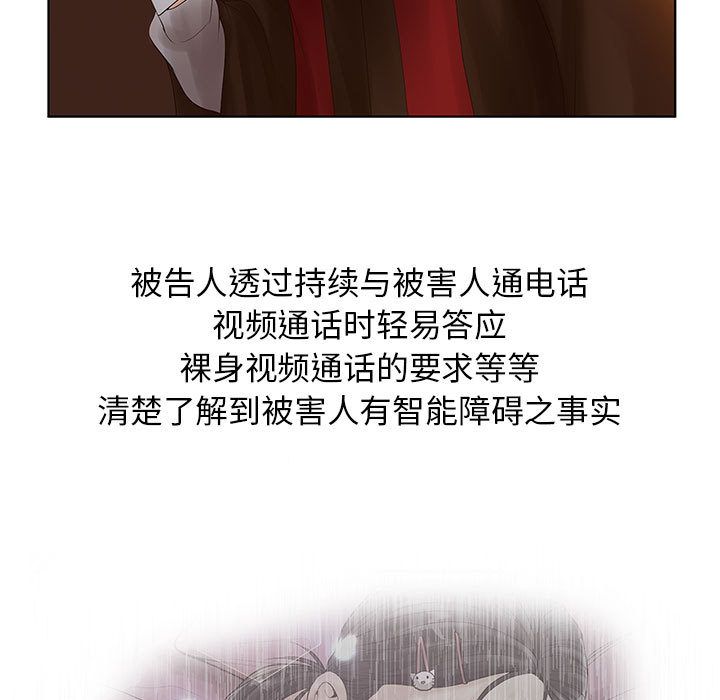 被告人透过持续与被害人通电话
视频通话时轻易答应
裸身视频通话的要求等等
清楚了解到被害人有智能障碍之事实